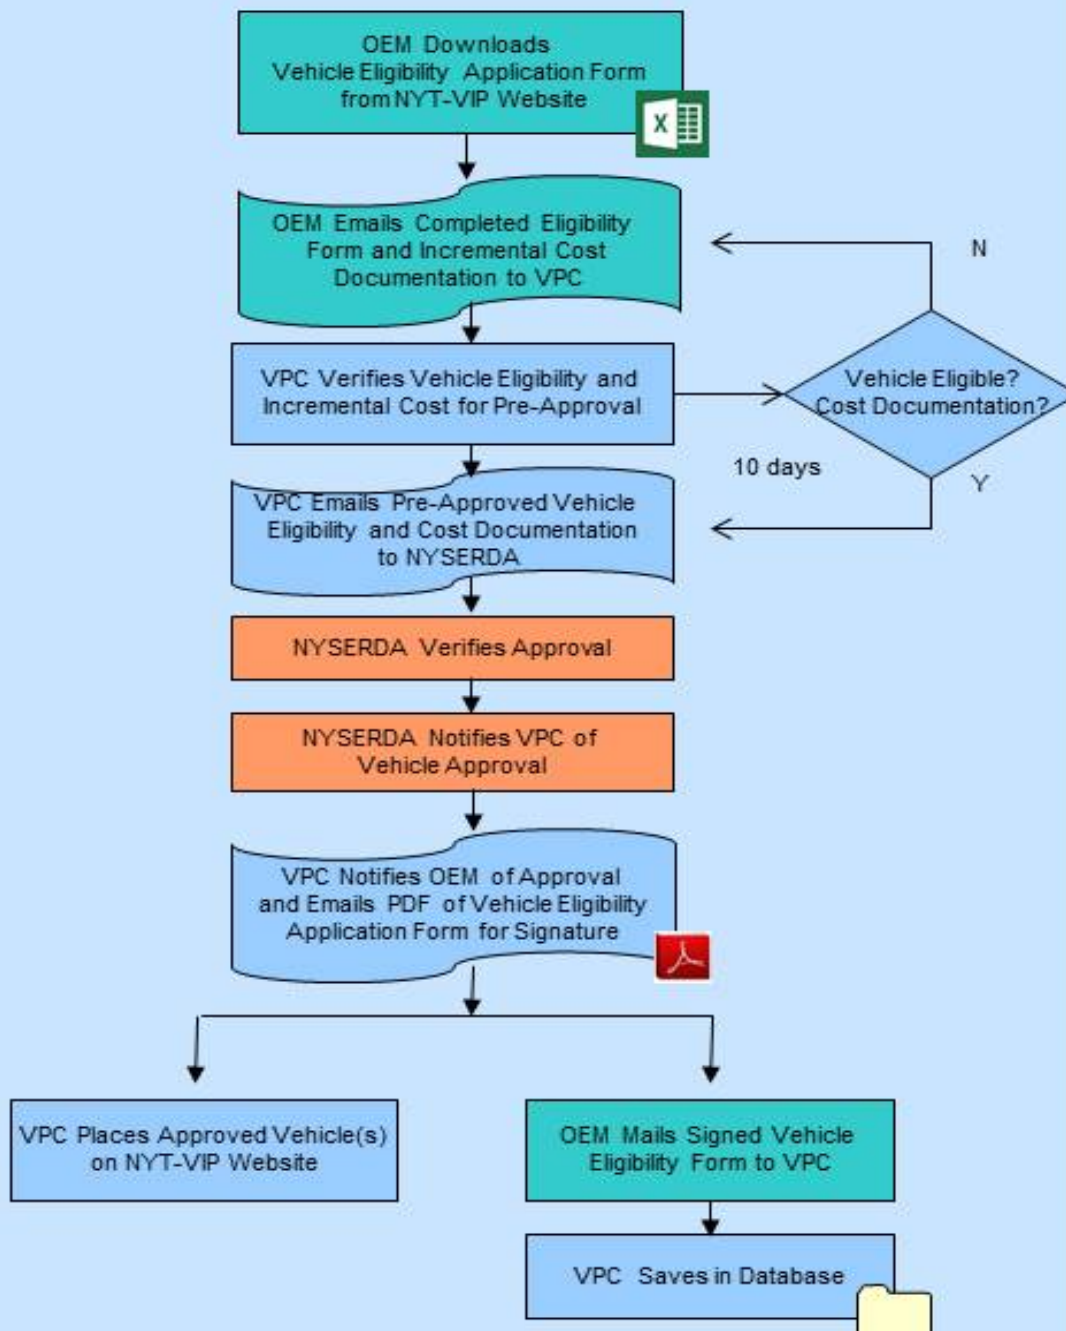 OEM Downloads
Vehicle Eligibility Application Form
from NYT-VIP Website
X
OEM Emails Completed Eligibility
Form and Incremental Cost
Documentation to VPC
N
VPC Verifies Vehicle Eligibility and
Incremental Cost for Pre-Approval
Vehicle Eligible?
Cost Documentation?
10 days
Y
VPC Emails Pre-Approved Vehicle
Eligibility and Cost Documentation
to NYSERDA
NYSERDA Verifies Approval
NYSERDA Notifies VPC of
Vehicle Approval
VPC Notifies OEM of Approval
and Emails PDF of Vehicle Eligibility
Application Form for Signature
VPC Places Approved Vehicle(s)
on NYT-VIP Website
OEM Mails Signed Vehicle
Eligibility Form to VPC
VPC Saves in Database